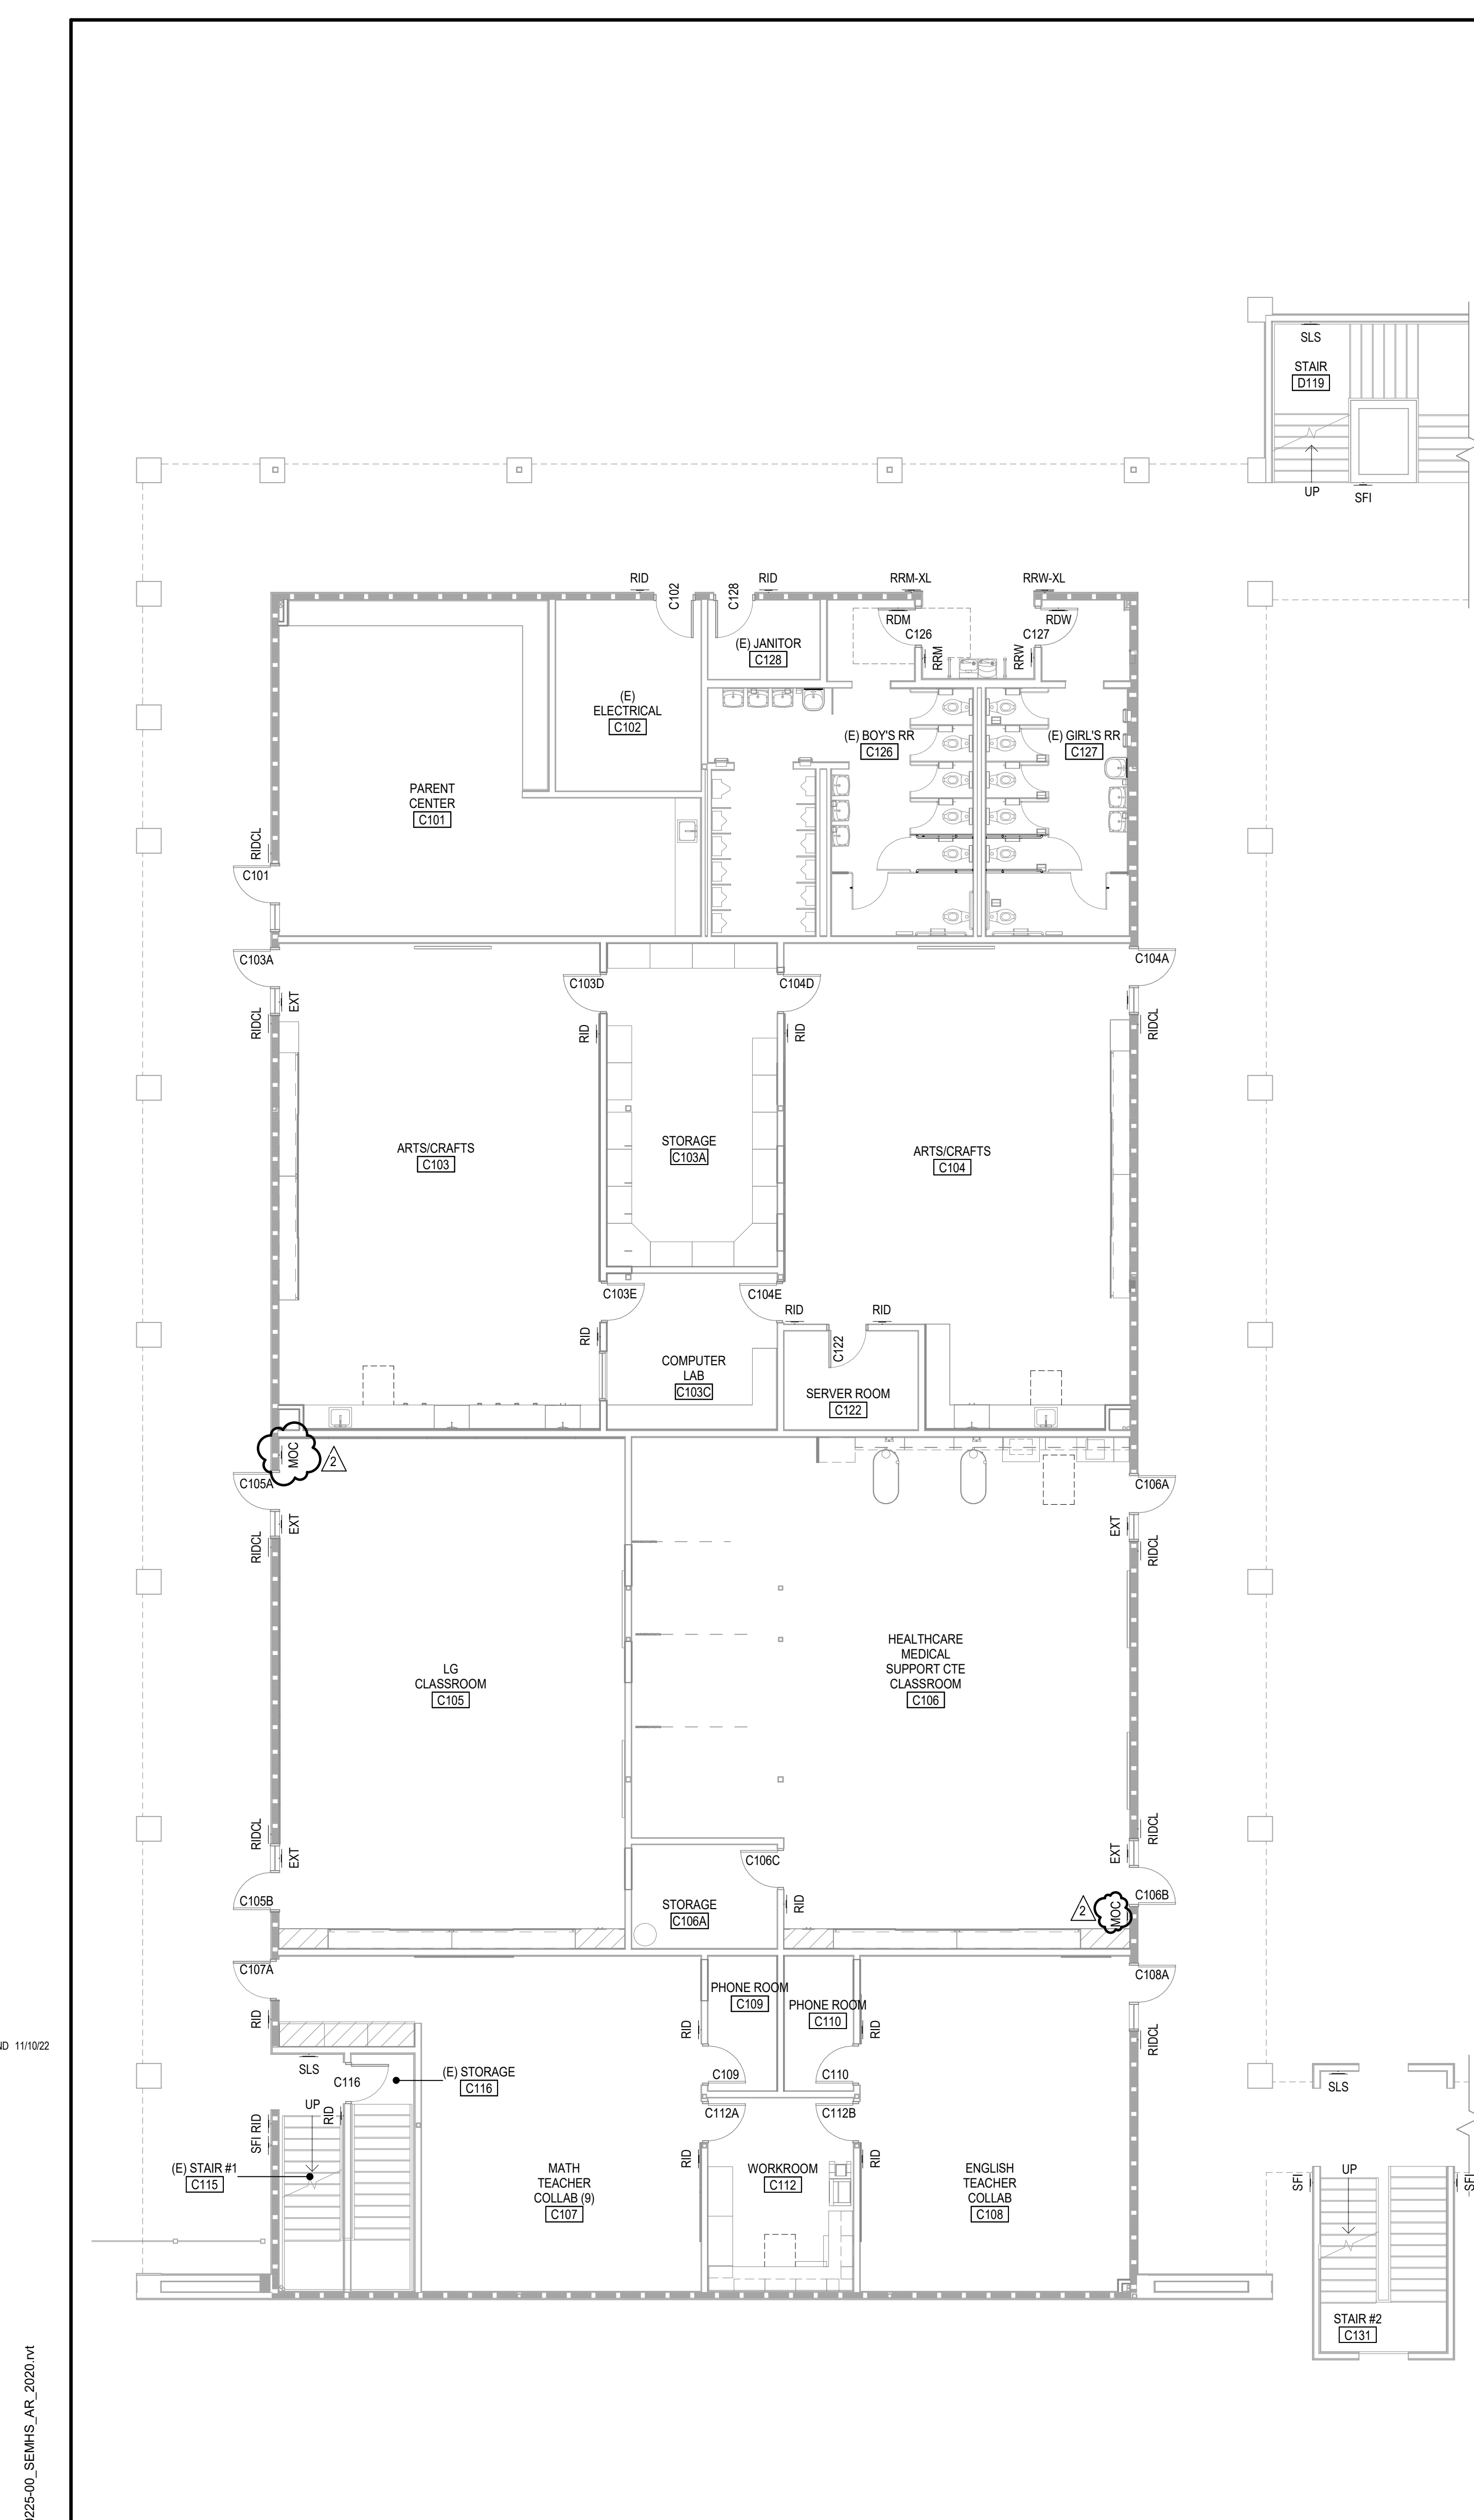 SLS
STAIR
D119
UP
SFI
RID
C102
C128
RID
RRM-XL
RRW-XL
RDM
C126
RRM
RDW
C127
RRW
(E) JANITOR
C128
(E)
ELECTRICAL
C102
(E) BOY'S RR
C126
(E) GIRL'S RR
C127
PARENT
CENTER
C101
RIDCL
C101
C103A
EXT
RIDCL
C103D
RID
C104D
RID
C104A
RIDCL
ARTS/CRAFTS
C103
STORAGE
C103A
ARTS/CRAFTS
C104
C103E
RID
C104E
RID
RID
C122
COMPUTER
LAB
C103C
SERVER ROOM
C122
MOC
2
C105A
EXT
RIDCL
C106A
EXT
RIDCL
LG
CLASSROOM
C105
HEALTHCARE
MEDICAL
SUPPORT CTE
CLASSROOM
C106
RIDCL
EXT
C105B
RIDCL
EXT
C106B
MOC
2
C106C
RID
STORAGE
C106A
C107A
RID
C108A
RIDCL
PHONE ROOM
C109
PHONE ROOM
C110
RID
RID
C109
C110
ND 11/10/22
SLS
C116
(E) STORAGE
C116
UP
RID
SFI RID
(E) STAIR #1
C115
C112A
C112B
RID
RID
MATH
TEACHER
COLLAB (9)
C107
WORKROOM
C112
ENGLISH
TEACHER
COLLAB
C108
SLS
SFI
UP
SFI
STAIR #2
C131
0225-00_SEMHS_AR_2020.rvt